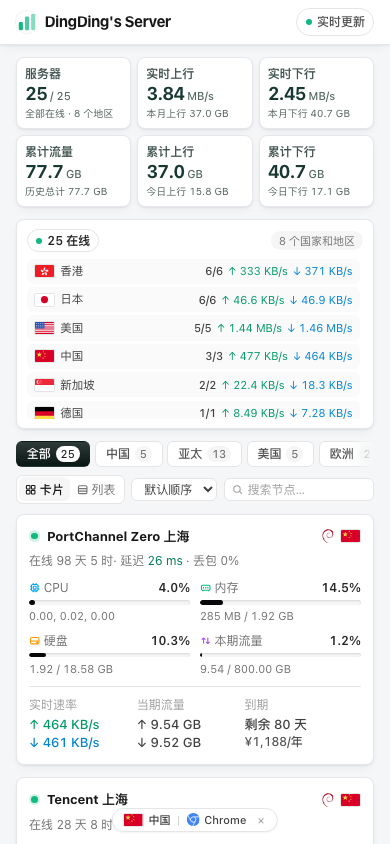 DingDing's Server
实时更新
服务器
25 / 25
全部在线 · 8 个地区
实时上行
3.84 MB/s
本月上行 37.0 GB
实时下行
2.45 MB/s
本月下行 40.7 GB
累计流量
77.7 GB
历史总计 77.7 GB
累计上行
37.0 GB
今日上行 15.8 GB
累计下行
40.7 GB
今日下行 17.1 GB
25 在线
8 个国家和地区
香港 6/6 ↑ 333 KB/s ↓ 371 KB/s
日本 6/6 ↑ 46.6 KB/s ↓ 46.9 KB/s
美国 5/5 ↑ 1.44 MB/s ↓ 1.46 MB/s
中国 3/3 ↑ 477 KB/s ↓ 464 KB/s
新加坡 2/2 ↑ 22.4 KB/s ↓ 18.3 KB/s
德国 1/1 ↑ 8.49 KB/s ↓ 7.28 KB/s
全部 25 中国 5 亚太 13 美国 5 欧洲 2
卡片 列表 默认顺序 搜索节点...
PortChannel Zero 上海
在线 98 天 5 时· 延迟 26 ms · 丢包 0%
CPU 4.0%
0.00, 0.02, 0.00
内存 14.5%
285 MB / 1.92 GB
硬盘 10.3%
1.92 / 18.58 GB
本期流量 1.2%
9.54 / 800.00 GB
实时速率
↑ 464 KB/s
↓ 461 KB/s
当期流量
↑ 9.54 GB
↓ 9.52 GB
到期
剩余 80 天
¥1,188/年
Tencent 上海
在线 28 天 8 时
中国 | Chrome ×